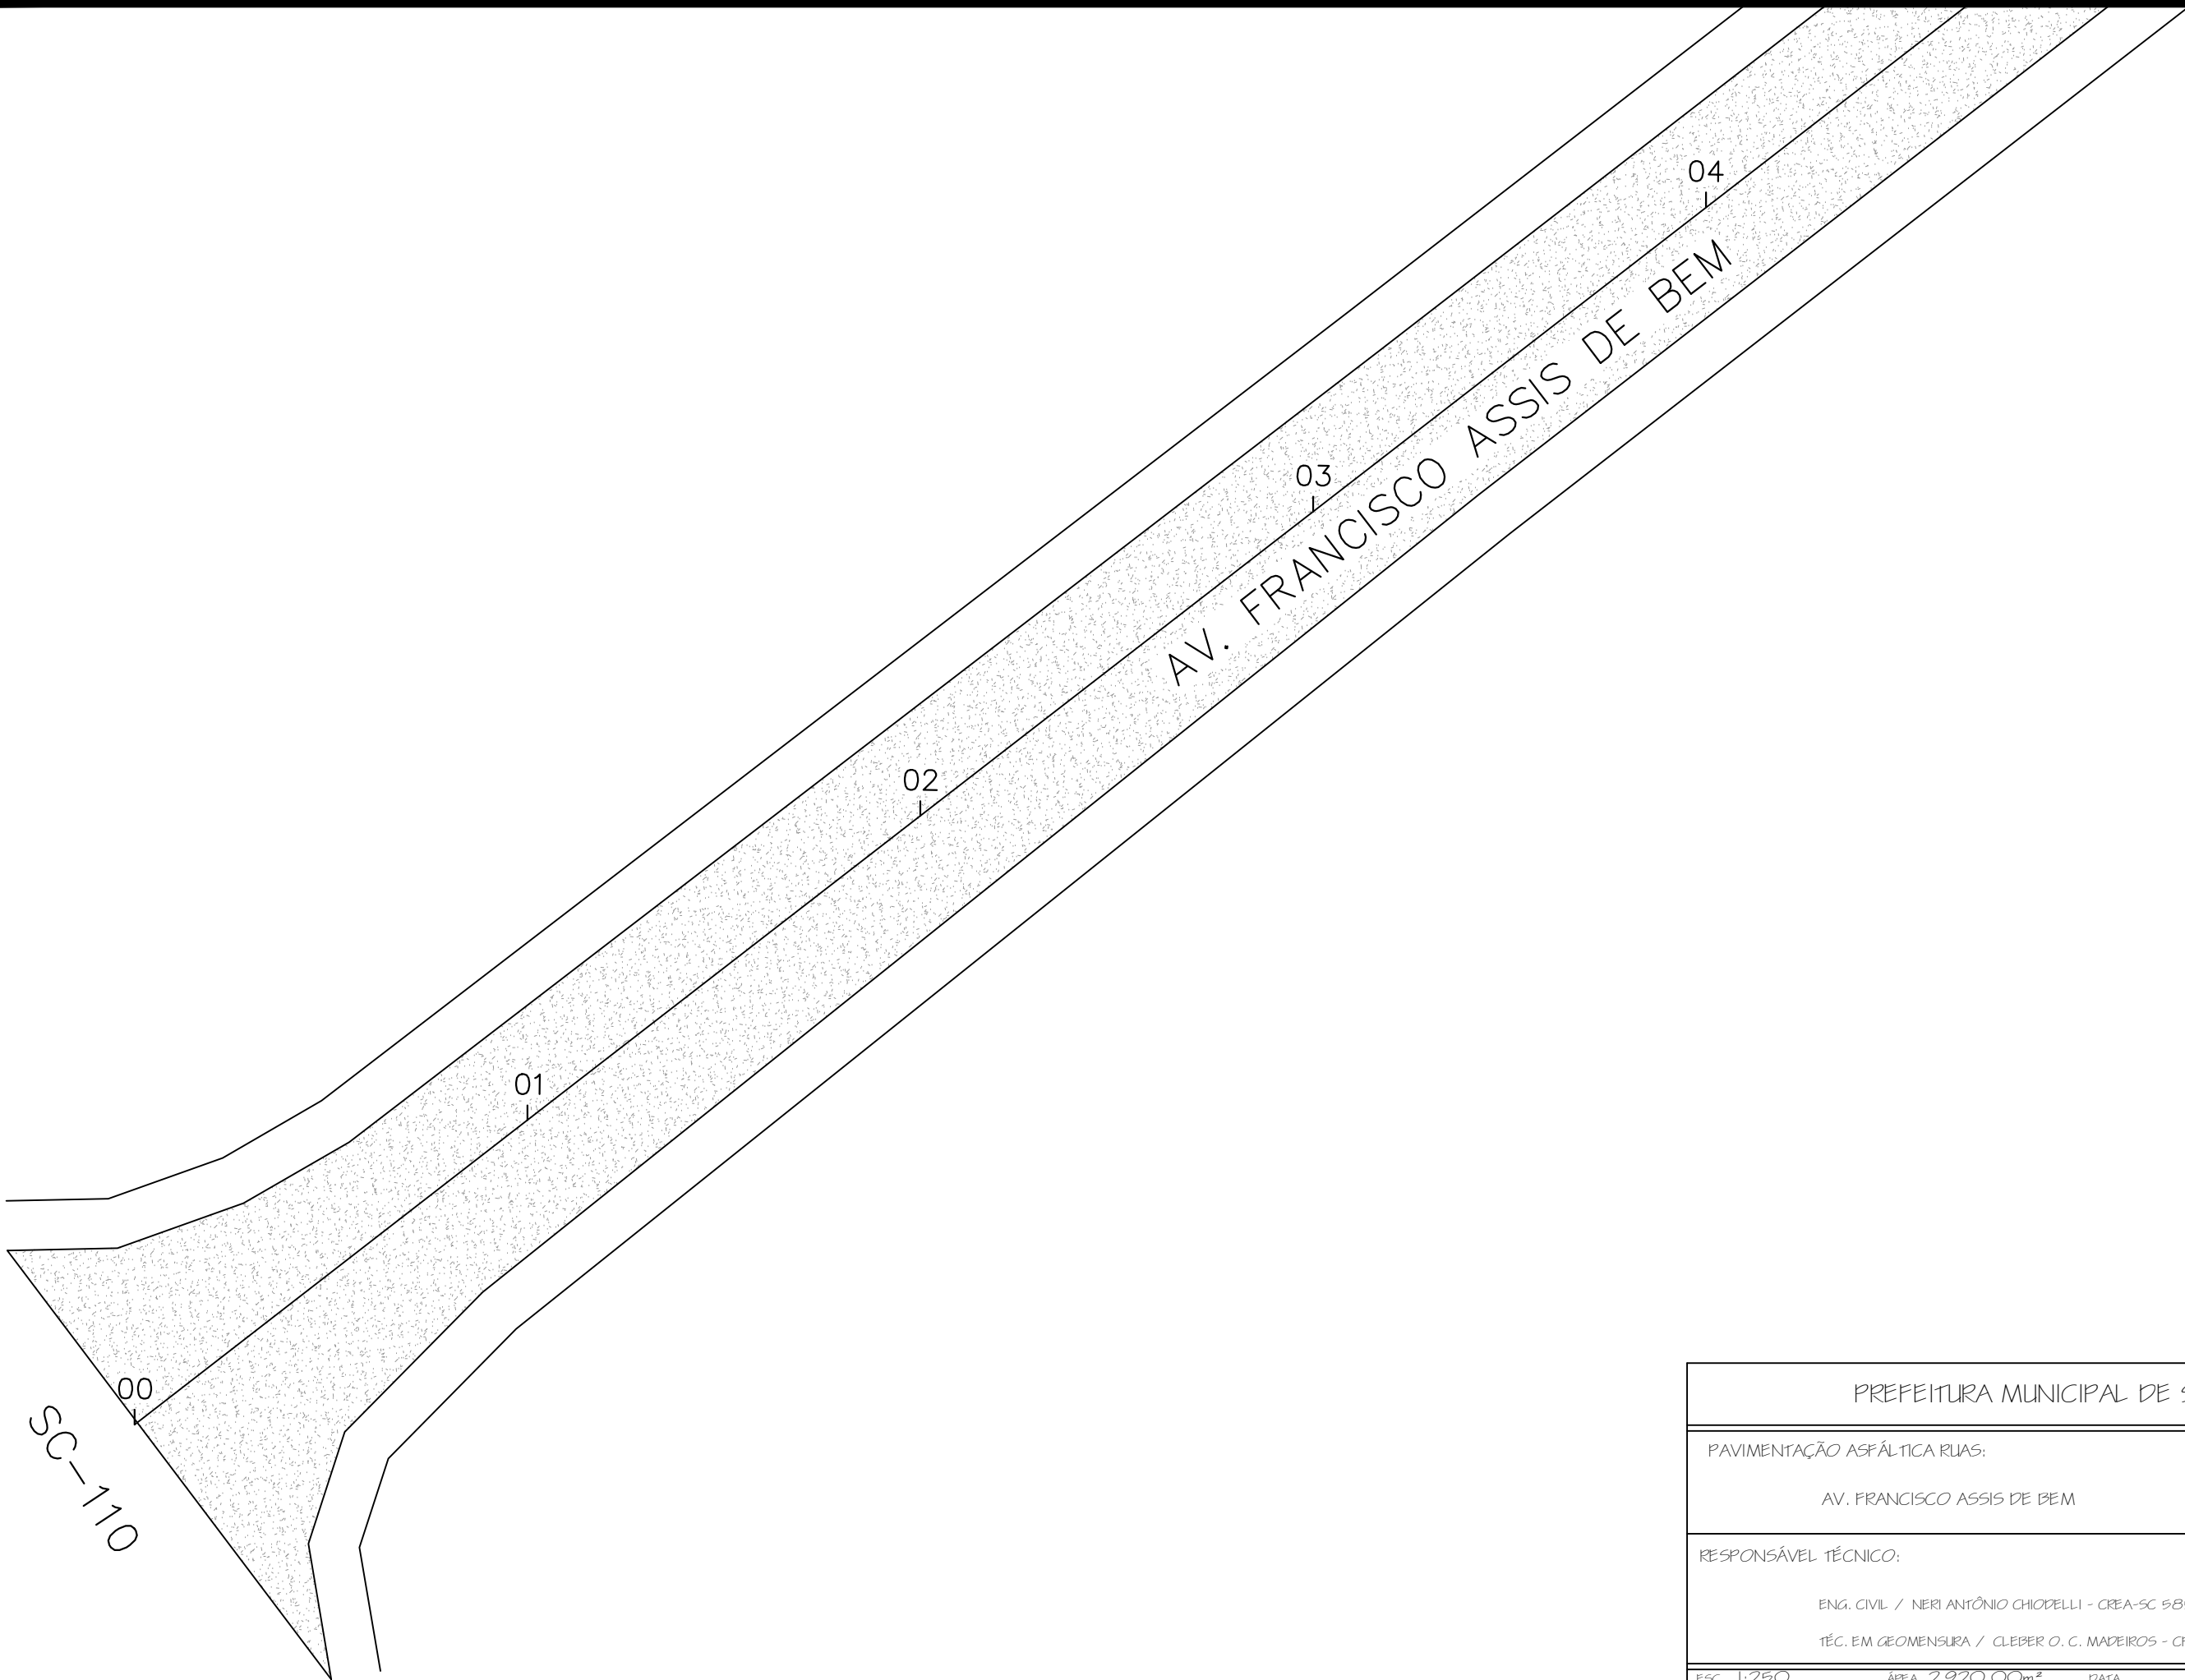 04
AV. FRANCISCO ASSIS DE BEM
03
02
01
00
SC-110
PREFEITURA MUNICIPAL DE
PAVIMENTAÇÃO ASFÁLTICA RUAS:
AV. FRANCISCO ASSIS DE BEM
RESPONSÁVEL TÉCNICO:
ENG. CIVIL / NERI ANTÔNIO CHIODELLI - CREA-SC
TÉC. EM GEOMENSURA / CLEBER O. C. MADEIROS -
ESC. 1:250 ÁREA 2.920,00m² DATA